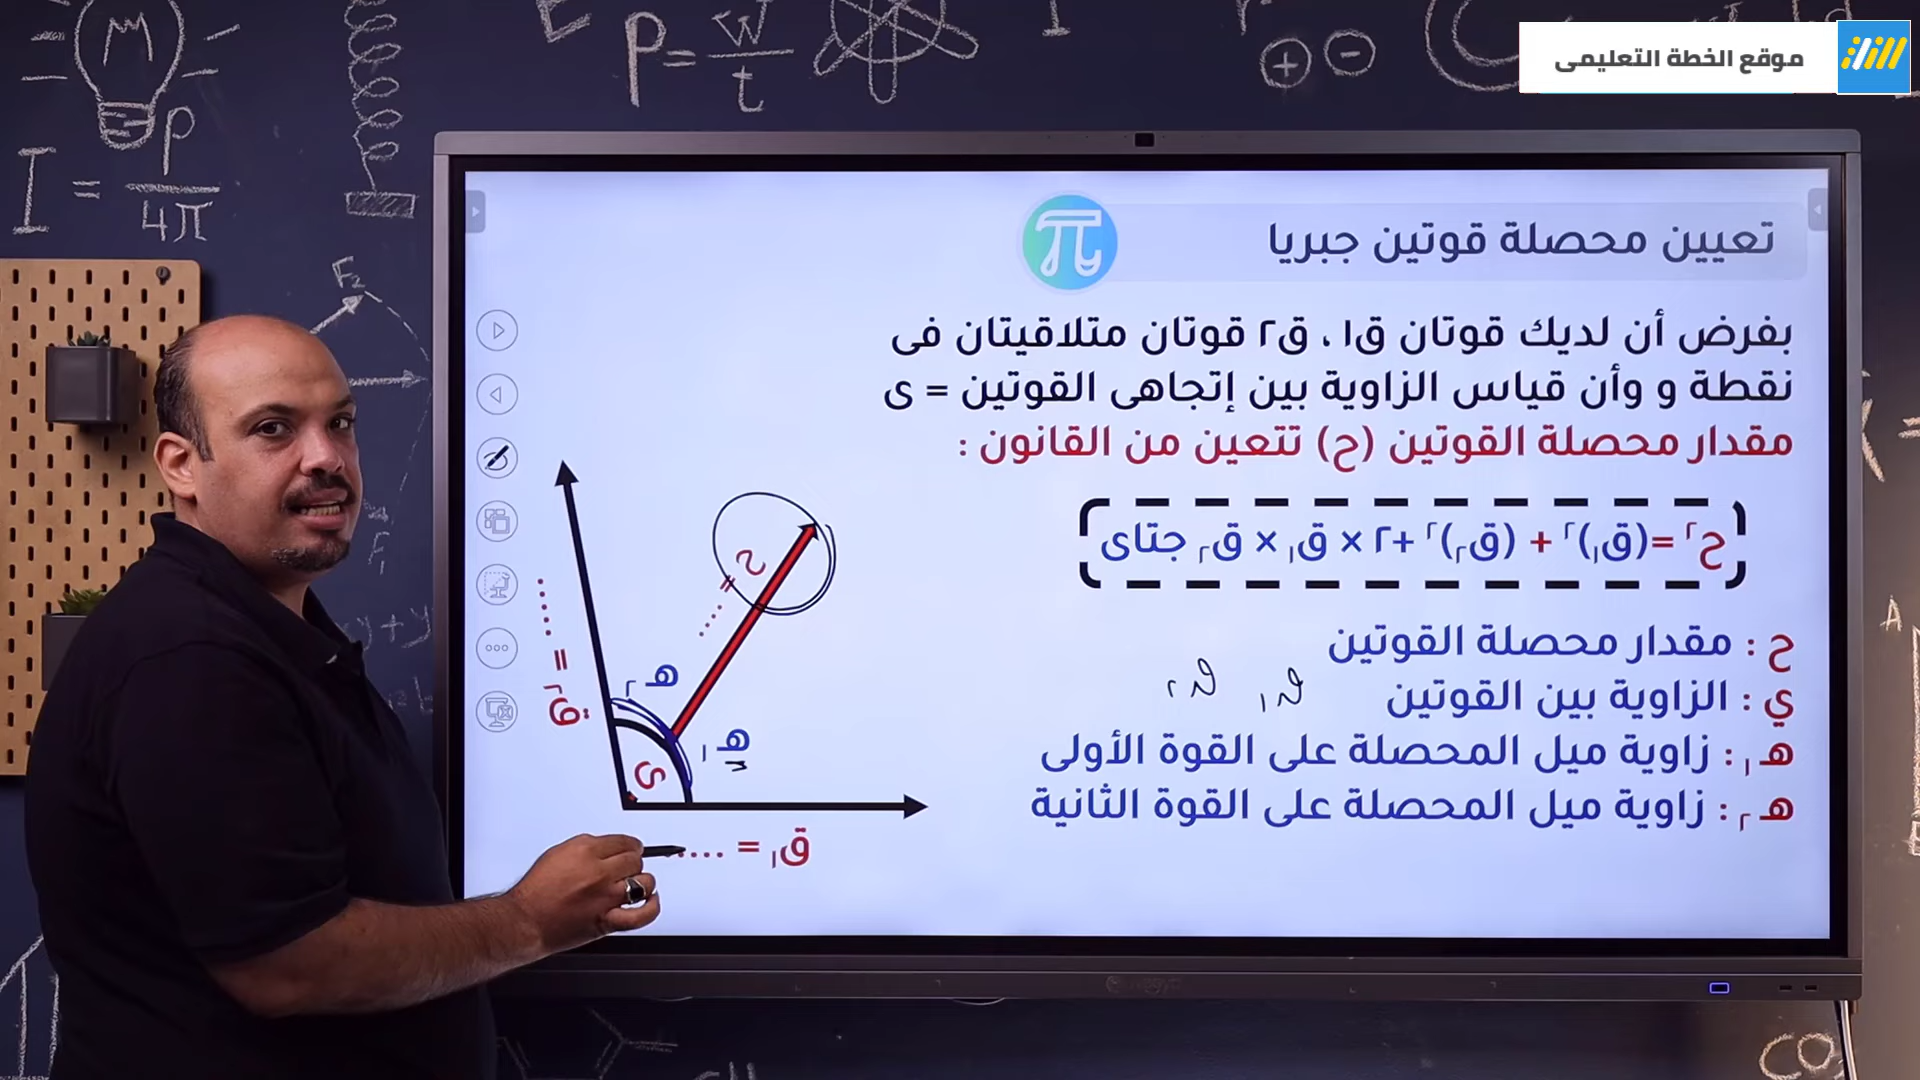 موقع الخطة التعليمى
P = W/t
I = P/4π
F₂
تعيين محصلة قوتين جبريا
بفرض أن لديك قوتان ق١ ، ق٢ قوتان متلاقيتان فى
نقطة و وأن قياس الزاوية بين إتجاهى القوتين = ى
مقدار محصلة القوتين (ح) تتعين من القانون :
ح٢ =(ق١)٢ + (ق٢)٢ +٢ × ق١ × ق٢ جتاى
ح : مقدار محصلة القوتين
ي : الزاوية بين القوتين
هـ١ : زاوية ميل المحصلة على القوة الأولى
هـ٢ : زاوية ميل المحصلة على القوة الثانية
ح = .....
ق٢ = ......
هـ٢
هـ١
ى
ق١ = .....
A